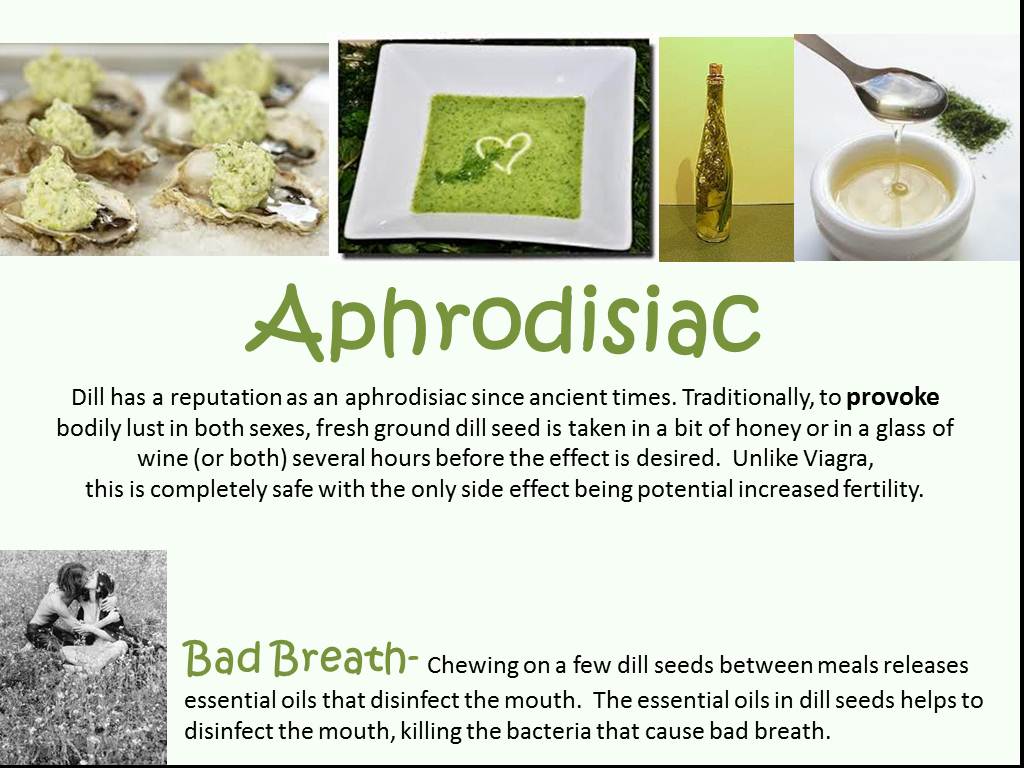 Aphrodisiac
Dill has a reputation as an aphrodisiac since ancient times. Traditionally, to provoke
bodily lust in both sexes, fresh ground dill seed is taken in a bit of honey or in a glass of
wine (or both) several hours before the effect is desired.  Unlike Viagra,
this is completely safe with the only side effect being potential increased fertility.
Bad Breath- Chewing on a few dill seeds between meals releases
essential oils that disinfect the mouth.  The essential oils in dill seeds helps to
disinfect the mouth, killing the bacteria that cause bad breath.